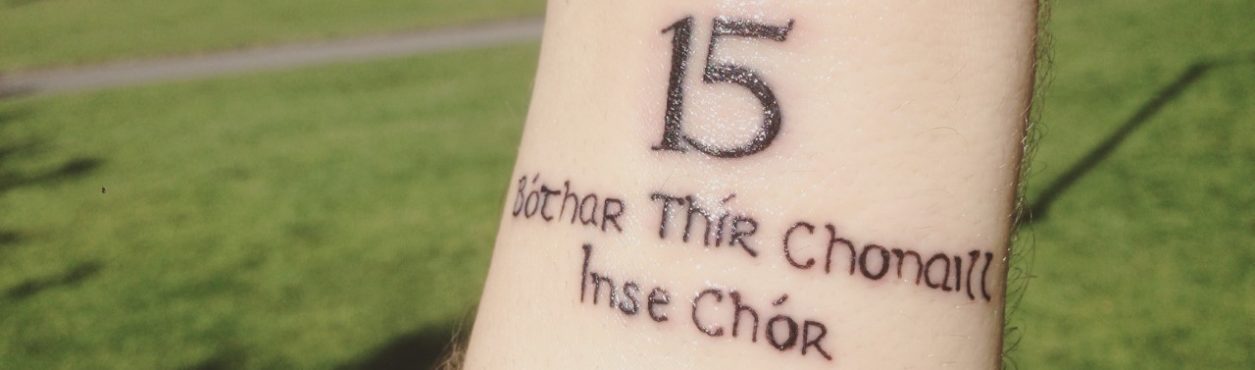 15
Bóthar Thír Chonaill
Inse Chór